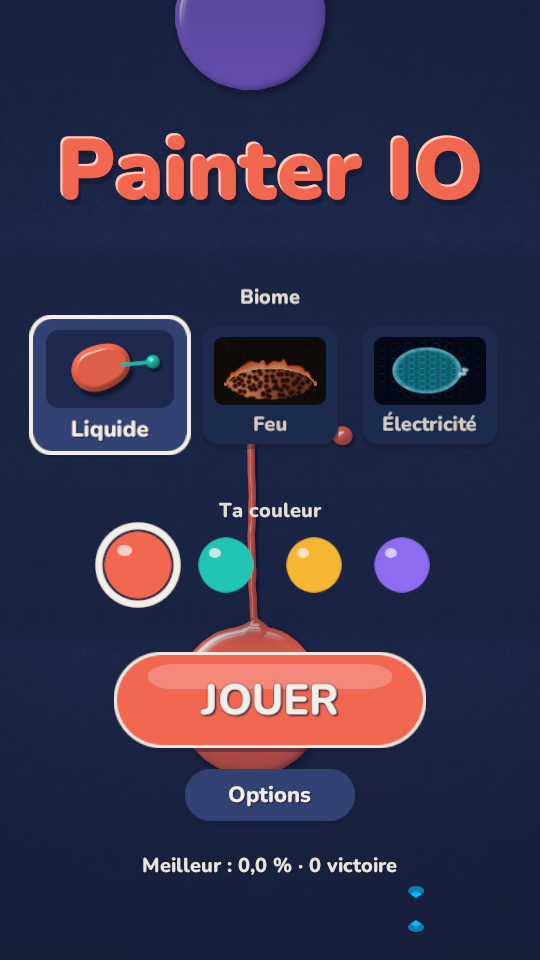 Painter IO
Biome
Liquide
Feu
Électricité
Ta couleur
JOUER
Options
Meilleur : 0,0 % · 0 victoire